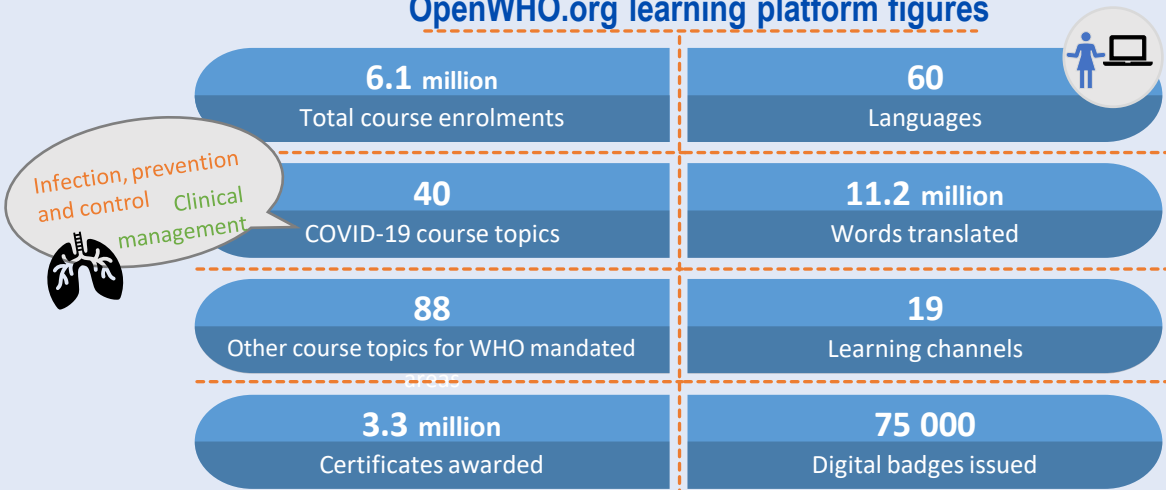 OpenWHO.org learning platform figures
6.1 million
Total course enrolments
60
Languages
Infection, prevention
and control Clinical
management
40
COVID-19 course topics
11.2 million
Words translated
88
Other course topics for WHO mandated
areas
19
Learning channels
3.3 million
Certificates awarded
75 000
Digital badges issued